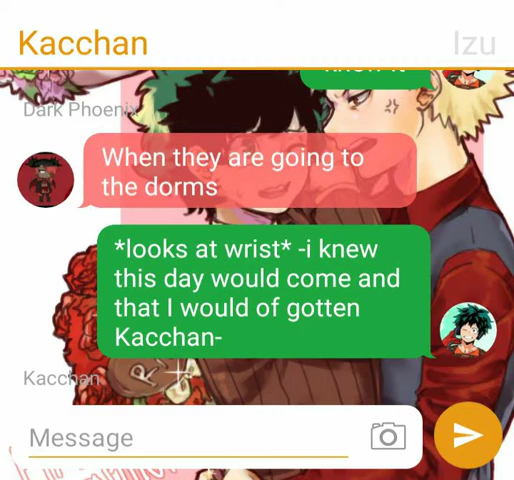 Kacchan
Izu
Dark Phoenix
When they are going to
the dorms
*looks at wrist* -i knew
this day would come and
that I would of gotten
Kacchan-
Kacchan
Message